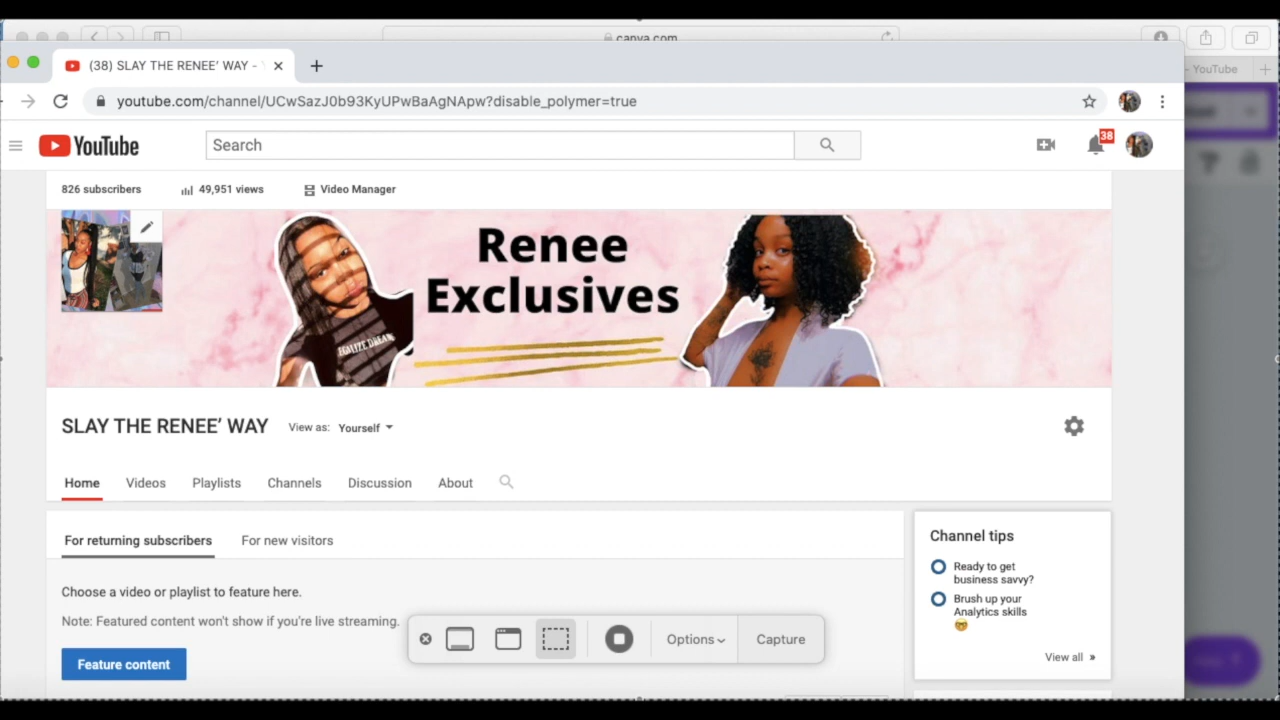 canva.com
(38) SLAY THE RENEE' WAY -
YouTube
youtube.com/channel/UCwSazJ0b93KyUPwBaAgNApw?disable_polymer=true
YouTube
Search
38
826 subscribers
49,951 views
Video Manager
Renee
Exclusives
SLAY THE RENEE' WAY
View as: Yourself
Home Videos Playlists Channels Discussion About
For returning subscribers
For new visitors
Choose a video or playlist to feature here.
Note: Featured content won't show if you're live streaming.
Feature content
Channel tips
Ready to get
business savvy?
Brush up your
Analytics skills
View all »
Options
Capture